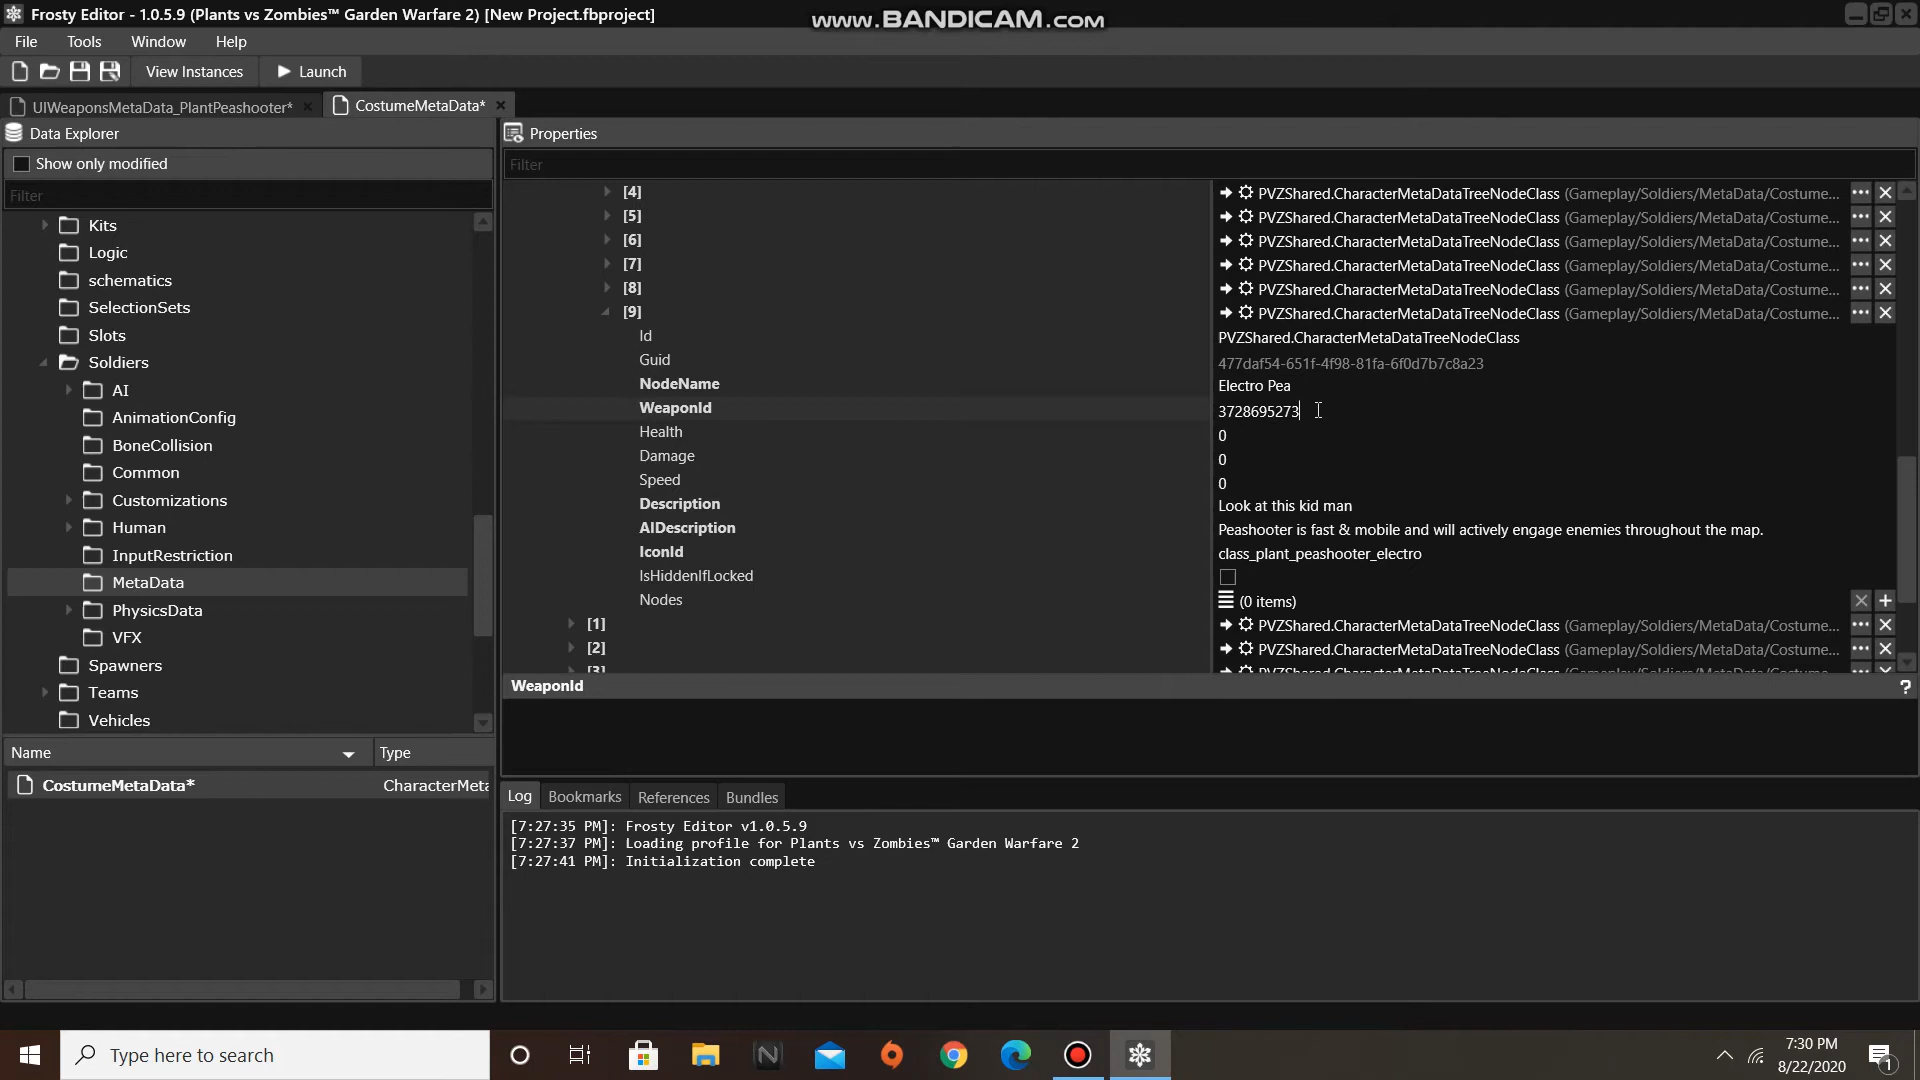 Frosty Editor - 1.0.5.9 (Plants vs Zombies™ Garden Warfare 2) [New Project.fbproject]
www.BANDICAM.com
File Tools Window Help
View Instances Launch
UIWeaponsMetaData_PlantPeashooter* CostumeMetaData*
Data Explorer
Show only modified
Filter
Kits
Logic
schematics
SelectionSets
Slots
Soldiers
AI
AnimationConfig
BoneCollision
Common
Customizations
Human
InputRestriction
MetaData
PhysicsData
VFX
Spawners
Teams
Vehicles
Name Type
CostumeMetaData* CharacterMeta
Properties
Filter
[4] PVZShared.CharacterMetaDataTreeNodeClass (Gameplay/Soldiers/MetaData/Costume...
[5] PVZShared.CharacterMetaDataTreeNodeClass (Gameplay/Soldiers/MetaData/Costume...
[6] PVZShared.CharacterMetaDataTreeNodeClass (Gameplay/Soldiers/MetaData/Costume...
[7] PVZShared.CharacterMetaDataTreeNodeClass (Gameplay/Soldiers/MetaData/Costume...
[8] PVZShared.CharacterMetaDataTreeNodeClass (Gameplay/Soldiers/MetaData/Costume...
[9] PVZShared.CharacterMetaDataTreeNodeClass (Gameplay/Soldiers/MetaData/Costume...
Id PVZShared.CharacterMetaDataTreeNodeClass
Guid 477daf54-651f-4f98-81fa-6f0d7b7c8a23
NodeName Electro Pea
WeaponId 3728695273
Health 0
Damage 0
Speed 0
Description Look at this kid man
AIDescription Peashooter is fast & mobile and will actively engage enemies throughout the map.
IconId class_plant_peashooter_electro
IsHiddenIfLocked
Nodes (0 items)
[1] PVZShared.CharacterMetaDataTreeNodeClass (Gameplay/Soldiers/MetaData/Costume...
[2] PVZShared.CharacterMetaDataTreeNodeClass (Gameplay/Soldiers/MetaData/Costume...
[3] PVZShared.CharacterMetaDataTreeNodeClass (Gameplay/Soldiers/MetaData/Costume...
WeaponId ?
Log Bookmarks References Bundles
[7:27:35 PM]: Frosty Editor v1.0.5.9
[7:27:37 PM]: Loading profile for Plants vs Zombies™ Garden Warfare 2
[7:27:41 PM]: Initialization complete
Type here to search
7:30 PM
8/22/2020
1